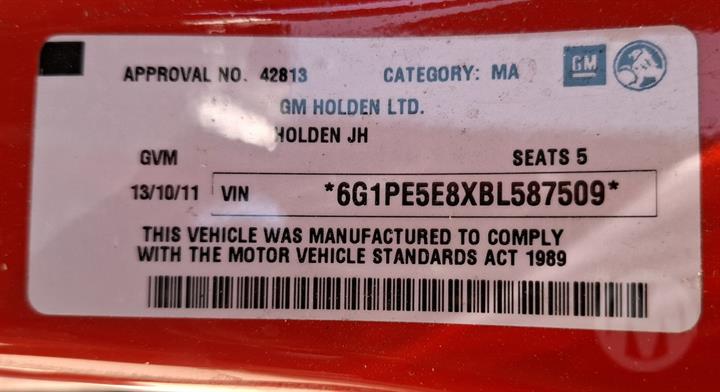 APPROVAL NO. 42813 CATEGORY: MA GM
GM HOLDEN LTD.
HOLDEN JH
GVM SEATS 5
13/10/11 VIN *6G1PE5E8XBL587509*
THIS VEHICLE WAS MANUFACTURED TO COMPLY
WITH THE MOTOR VEHICLE STANDARDS ACT 1989
M